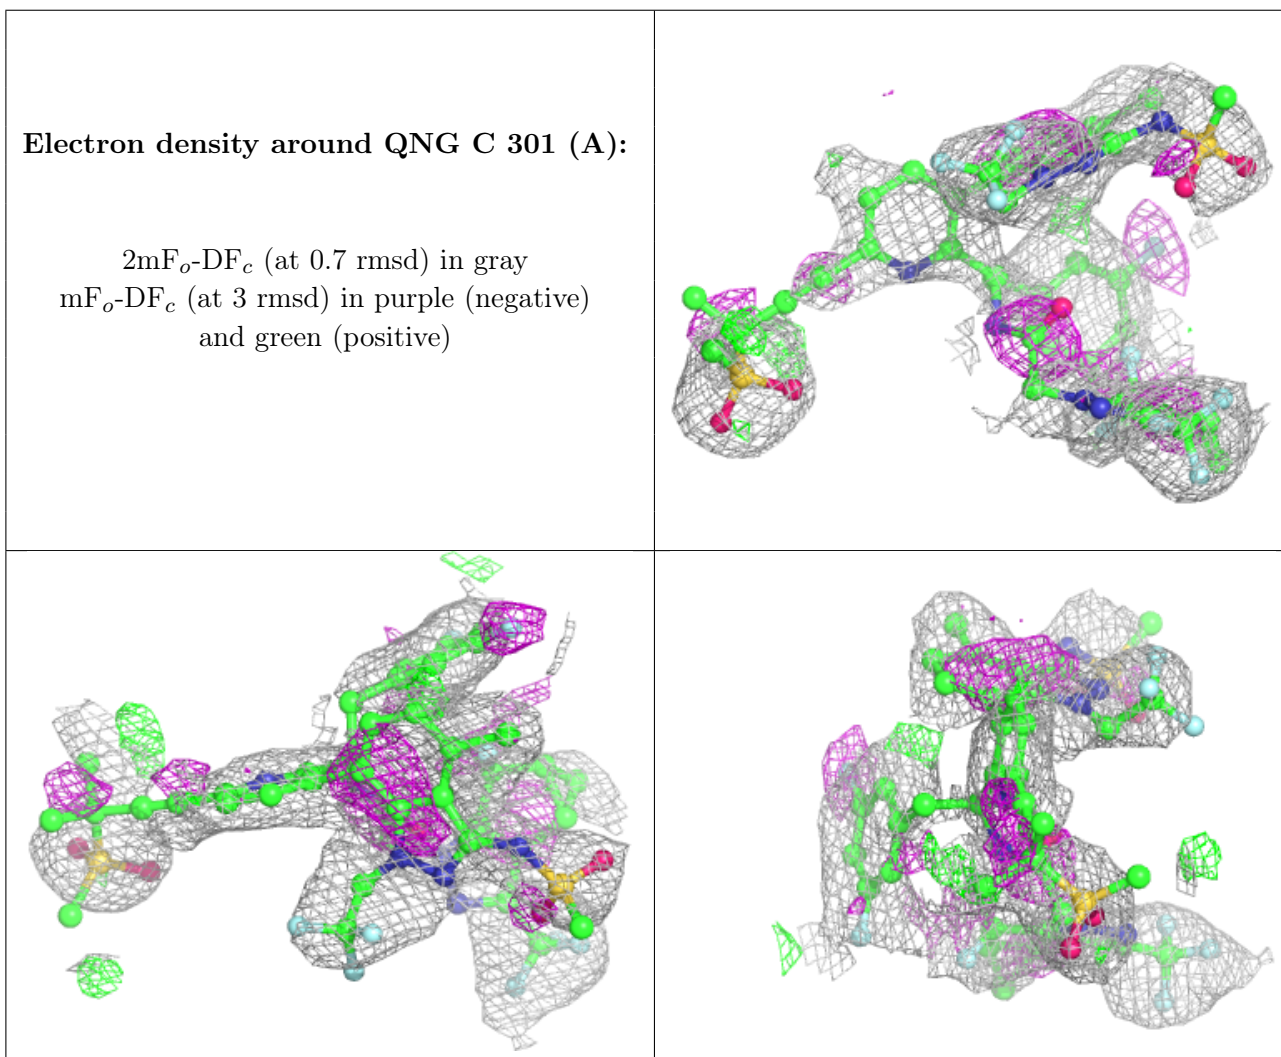 Electron density around QNG C 301 (A):
2mFo-DFc (at 0.7 rmsd) in gray
mFo-DFc (at 3 rmsd) in purple (negative)
and green (positive)